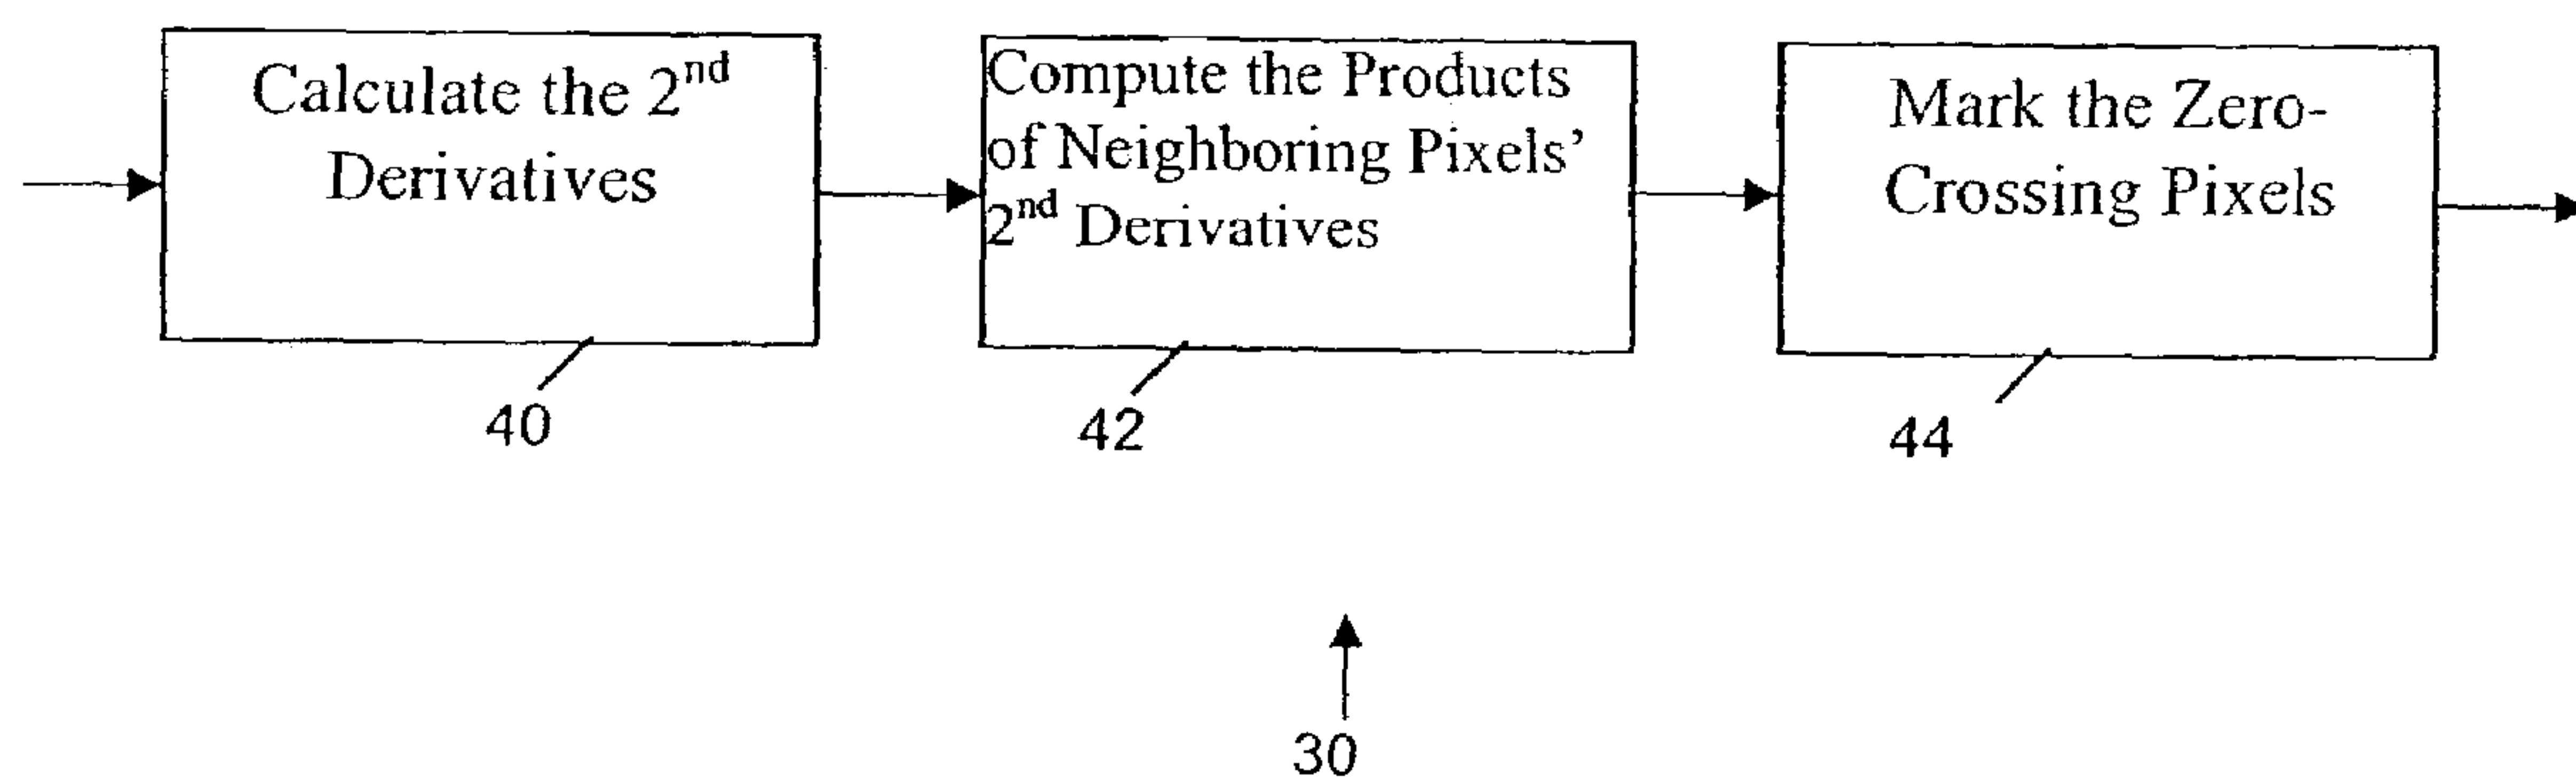 Calculate the 2nd
Derivatives
Compute the Products
of Neighboring Pixels’
2nd Derivatives
Mark the Zero-
Crossing Pixels
40
42
44
30